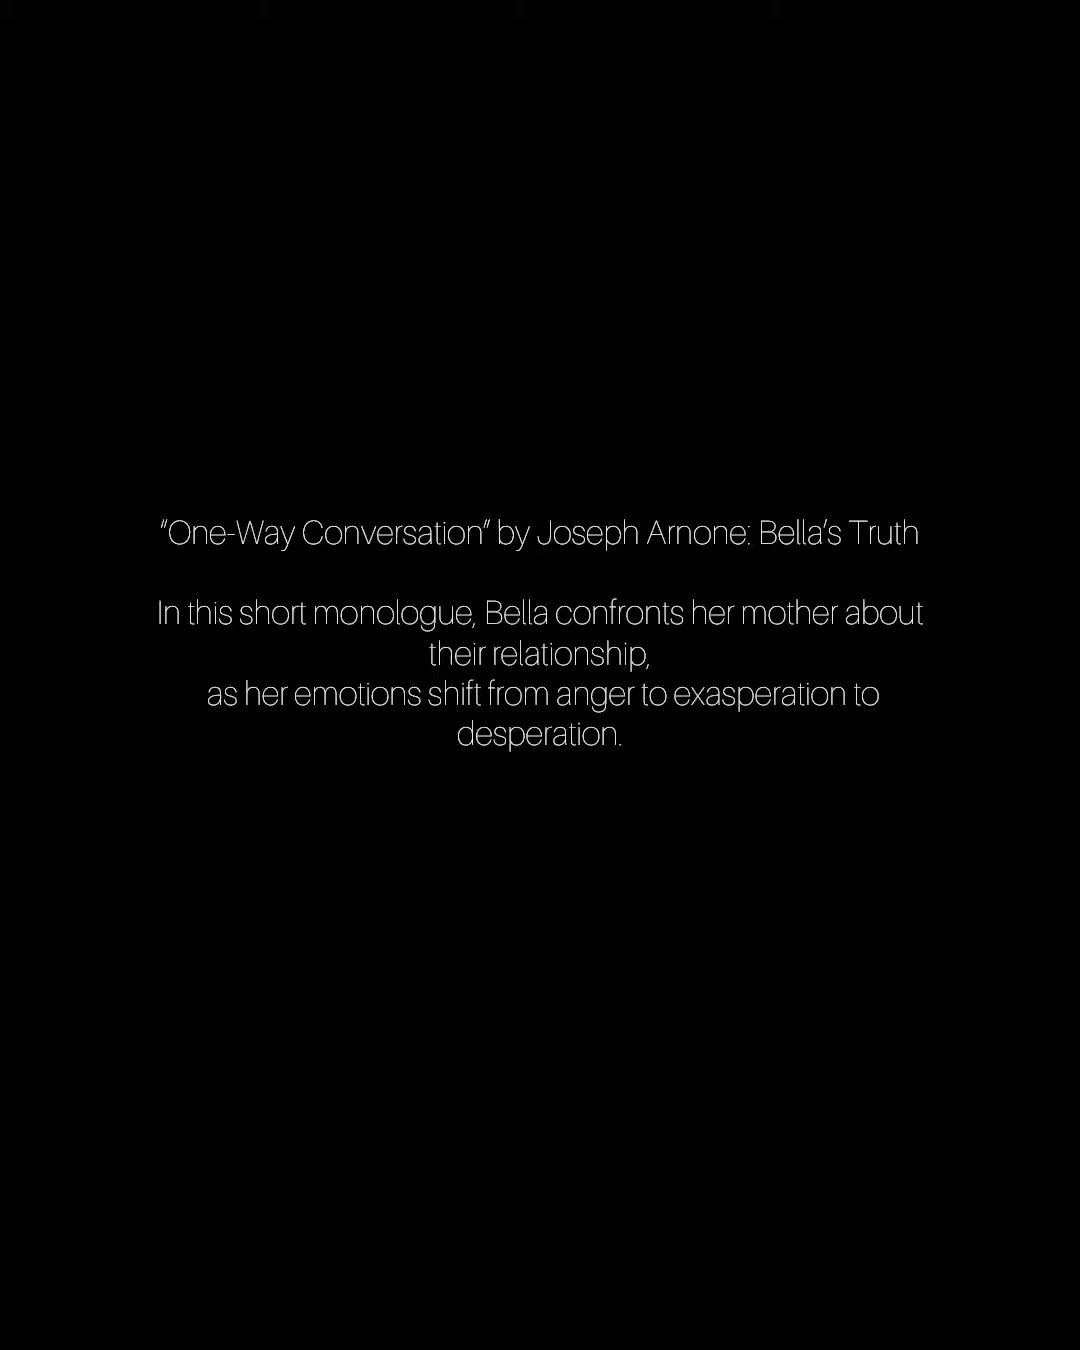 “One-Way Conversation” by Joseph Arnone: Bella’s Truth
In this short monologue, Bella confronts her mother about
their relationship,
as her emotions shift from anger to exasperation to
desperation.